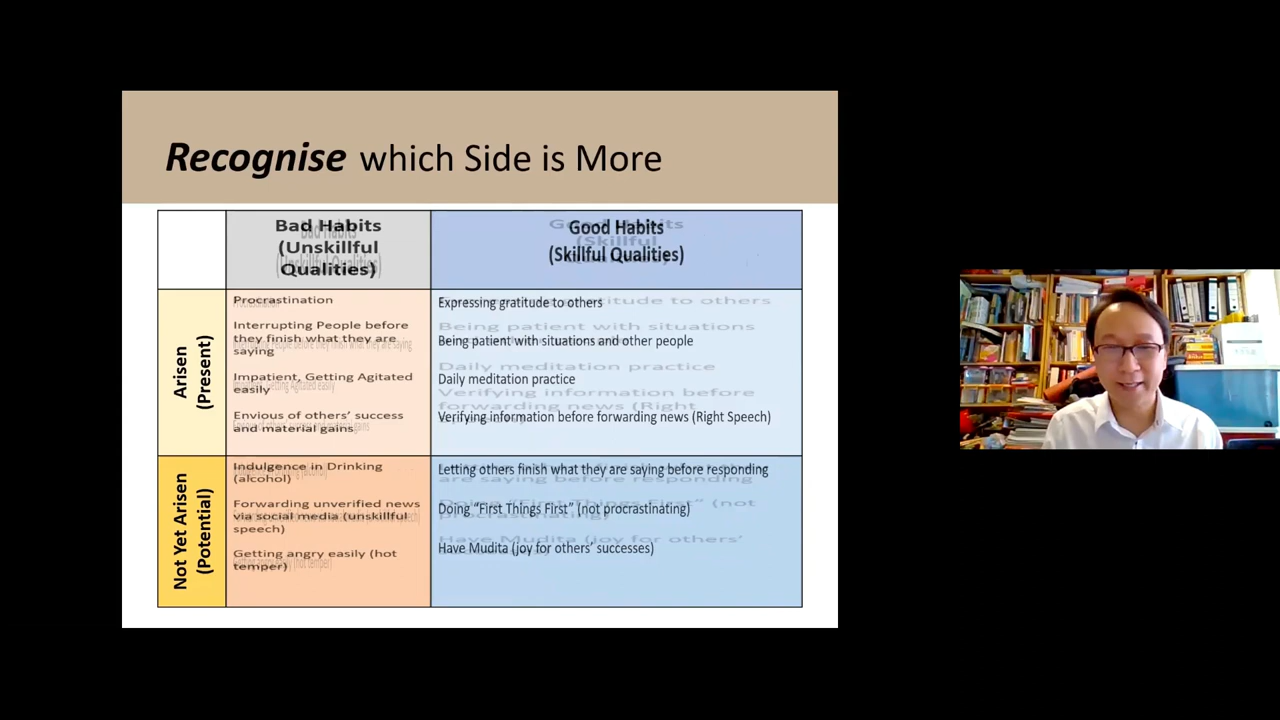 Recognise which Side is More
Bad Habits
(Unskillful
Qualities)
Good Habits
(Skillful Qualities)
Arisen
(Present)
Procrastination
Interrupting People before
they finish what they are
saying
Impatient, Getting Agitated
easily
Envious of others' success
and material gains
Expressing gratitude to others
Being patient with situations and other people
Daily meditation practice
Verifying information before forwarding news (Right Speech)
Not Yet Arisen
(Potential)
Indulgence in Drinking
(alcohol)
Forwarding unverified news
via social media (unskillful
speech)
Getting angry easily (hot
temper)
Letting others finish what they are saying before responding
Doing “First Things First” (not procrastinating)
Have Mudita (joy for others’ successes)